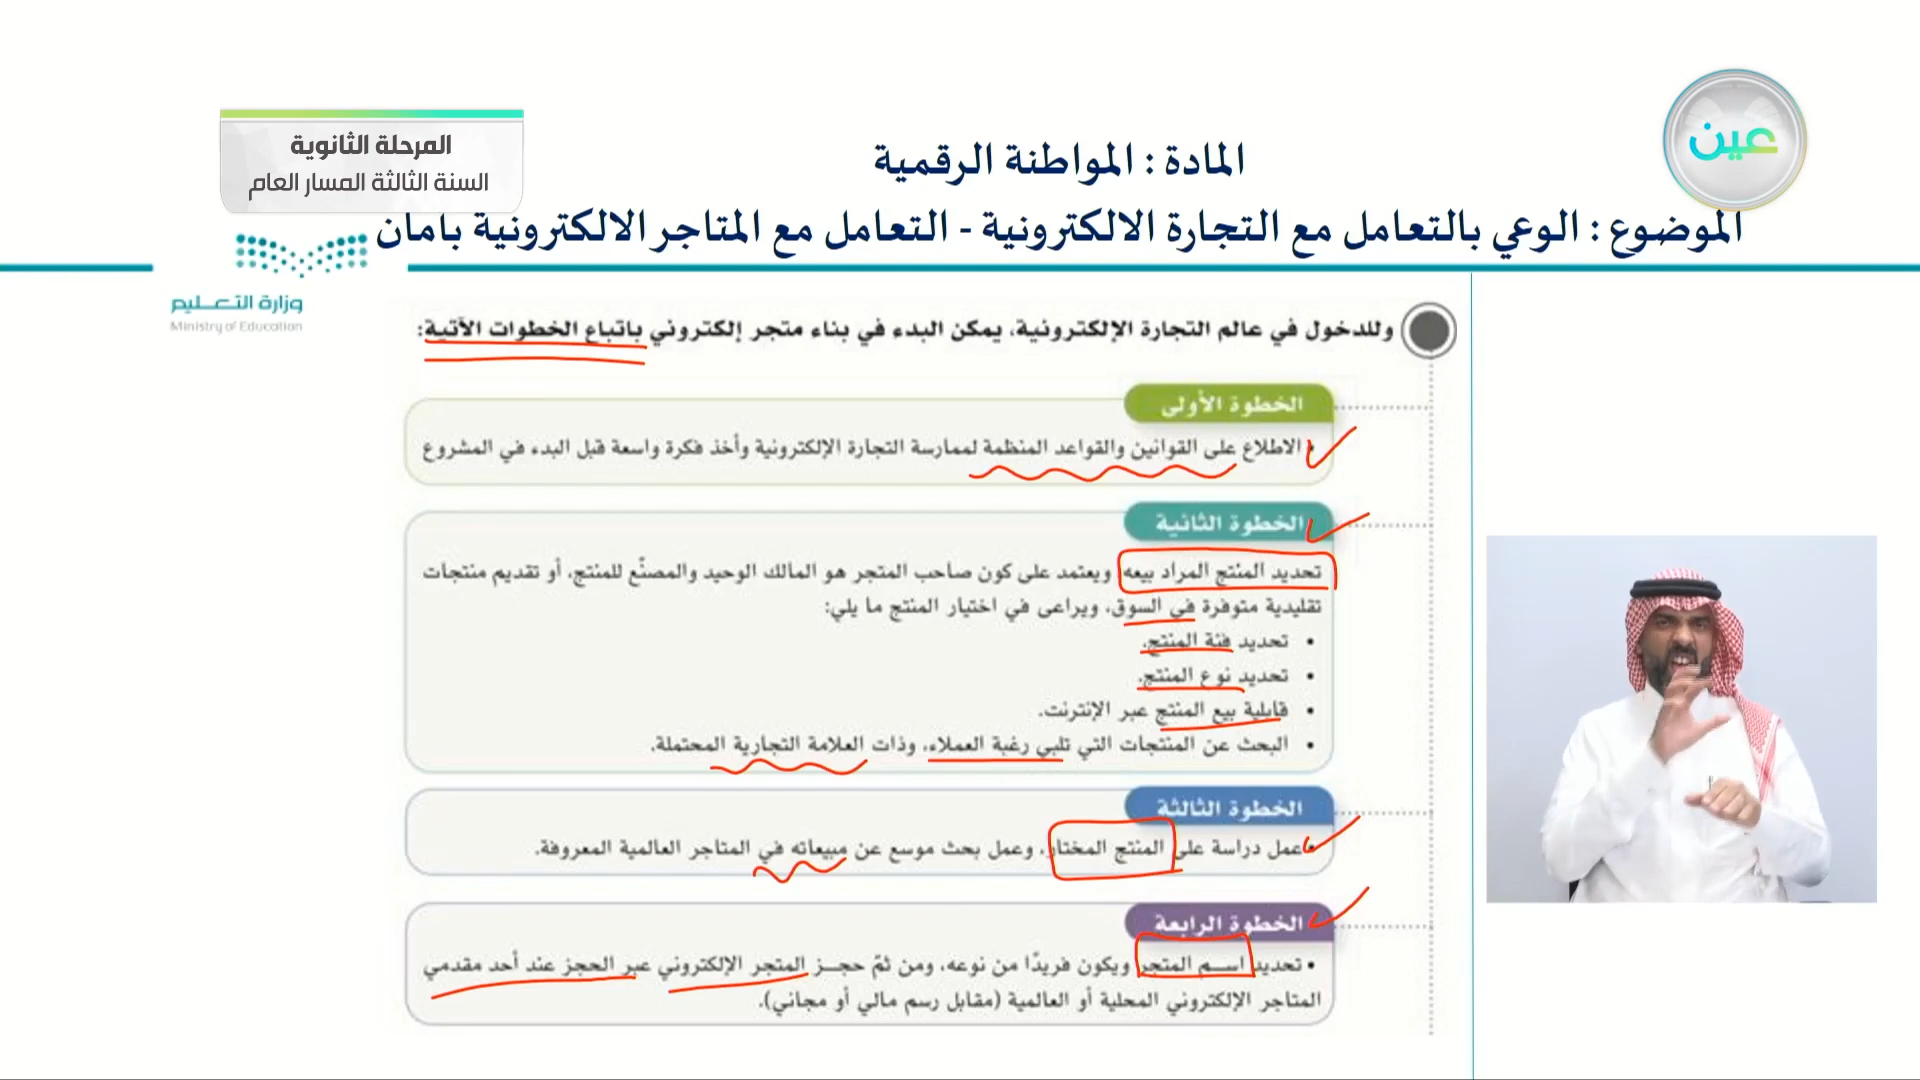 المرحلة الثانوية
السنة الثالثة المسار العام
عين
المادة : المواطنة الرقمية
الموضوع : الوعي بالتعامل مع التجارة الالكترونية - التعامل مع المتاجر الالكترونية بامان
وزارة التعليم
Ministry of Education
وللدخول في عالم التجارة الإلكترونية، يمكن البدء في بناء متجر إلكتروني باتباع الخطوات الآتية:
الخطوة الأولى
• الاطلاع على القوانين والقواعد المنظمة لممارسة التجارة الإلكترونية وأخذ فكرة واسعة قبل البدء في المشروع
الخطوة الثانية
تحديد المنتج المراد بيعه ويعتمد على كون صاحب المتجر هو المالك الوحيد والمصنّع للمنتج، أو تقديم منتجات
تقليدية متوفرة في السوق، ويراعى في اختيار المنتج ما يلي:
• تحديد فئة المنتج.
• تحديد نوع المنتج.
• قابلية بيع المنتج عبر الإنترنت.
• البحث عن المنتجات التي تلبي رغبة العملاء، وذات العلامة التجارية المحتملة.
الخطوة الثالثة
• عمل دراسة على المنتج المختار، وعمل بحث موسع عن مبيعاته في المتاجر العالمية المعروفة.
الخطوة الرابعة
• تحديد اسم المتجر ويكون فريدًا من نوعه، ومن ثمّ حجز المتجر الإلكتروني عبر الحجز عند أحد مقدمي
المتاجر الإلكتروني المحلية أو العالمية (مقابل رسم مالي أو مجاني).